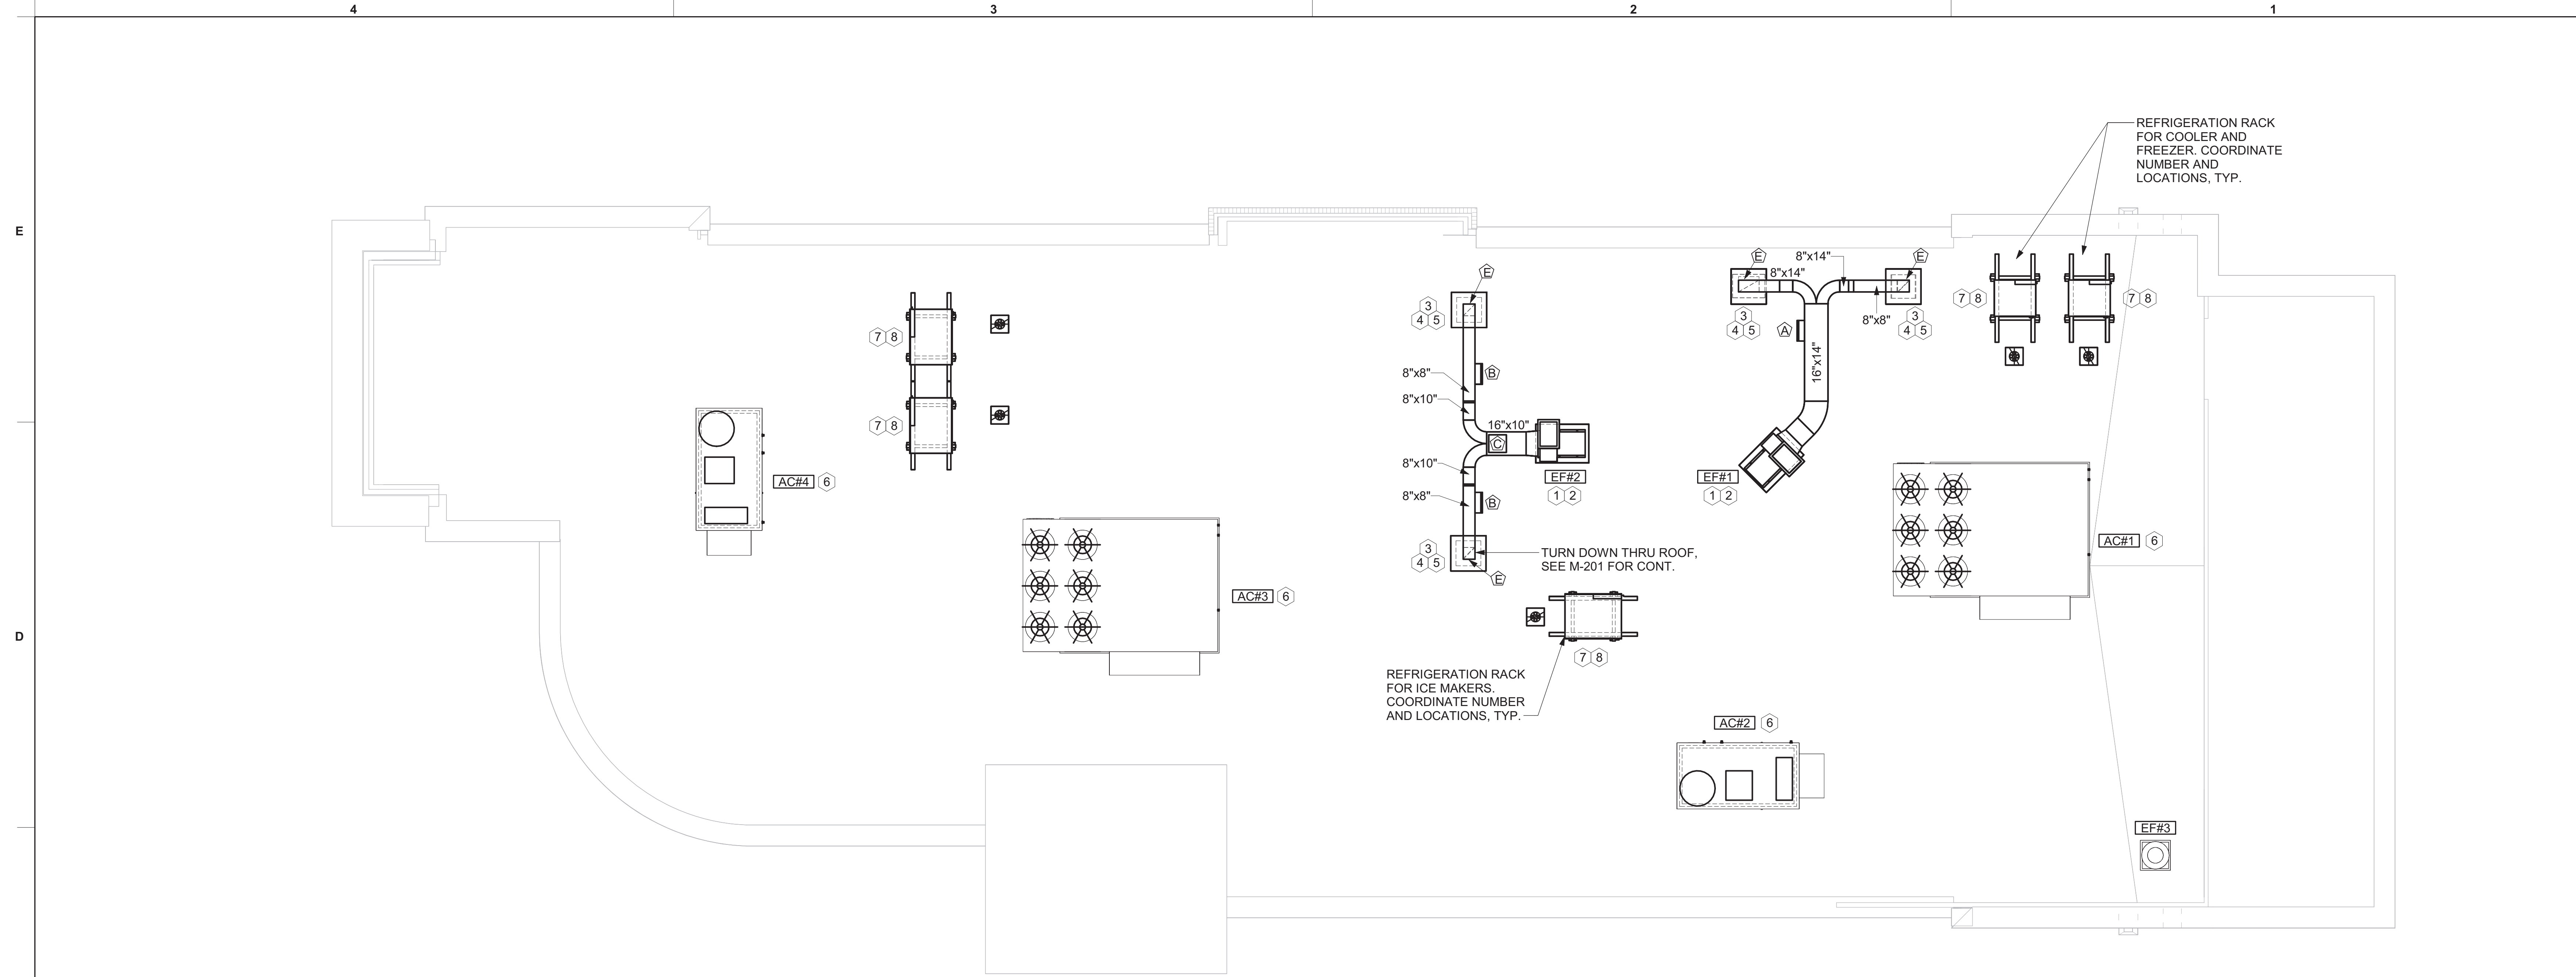 4 3 2 1
REFRIGERATION RACK
FOR COOLER AND
FREEZER. COORDINATE
NUMBER AND
LOCATIONS, TYP.
E
E
8"x14"
E
8"x14"
E
3
4 5
7 8
7 8
3
4 5
8"x8"
3
4 5
A
16"x14"
7 8
8"x8"
B
8"x10"
7 8
16"x10"
C
8"x10"
AC#4 6
EF#2
1 2
EF#1
1 2
8"x8"
B
AC#1 6
3
4 5
TURN DOWN THRU ROOF,
SEE M-201 FOR CONT.
E
AC#3 6
D
7 8
REFRIGERATION RACK
FOR ICE MAKERS.
COORDINATE NUMBER
AND LOCATIONS, TYP.
AC#2 6
EF#3